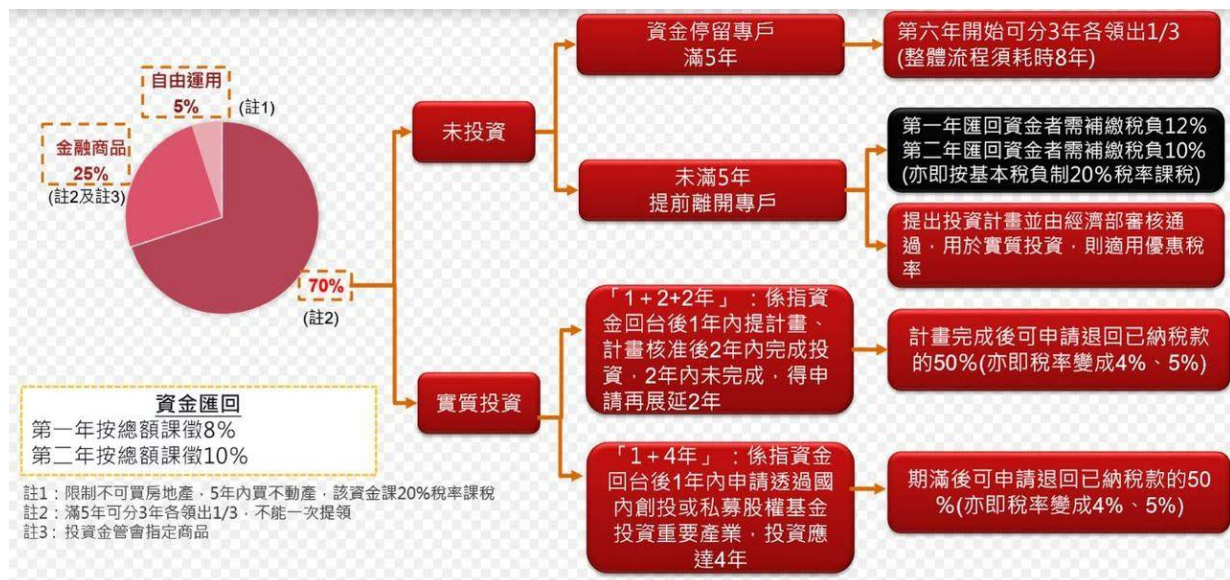 自由運用
5%
(註1)
金融商品
25%
(註2及註3)
70%
(註2)
資金匯回
第一年按總額課徵8%
第二年按總額課徵10%
註1：限制不可買房地產，5年內買不動產，該資金課20%稅率課稅
註2：滿5年可分3年各領出1/3，不能一次提領
註3：投資金管會指定商品
未投資
資金停留專戶
滿5年
第六年開始可分3年各領出1/3
(整體流程須耗時8年)
未滿5年
提前離開專戶
第一年匯回資金者需補繳稅負12%
第二年匯回資金者需補繳稅負10%
(亦即按基本稅負制20%稅率課稅)
提出投資計畫並由經濟部審核通
過，用於實質投資，則適用優惠稅
率
實質投資
「1+2+2年」：係指資
金回台後1年內提計畫、
計畫核准後2年內完成投
資，2年內未完成，得申
請再展延2年
計畫完成後可申請退回已納稅款
的50%(亦即稅率變成4%、5%)
「1+4年」：係指資金
回台後1年內申請透過國
內創投或私募股權基金
投資重要產業，投資應
達4年
期滿後可申請退回已納稅款的50
%(亦即稅率變成4%、5%)